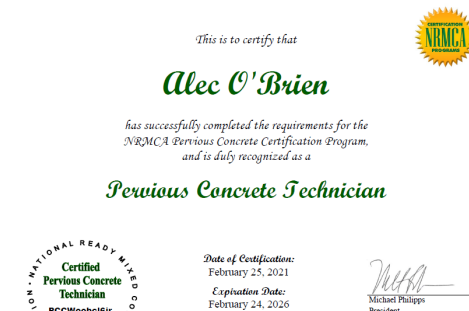 CERTIFICATION
NRMCA
PROGRAMS
This is to certify that
Alec O'Brien
has successfully completed the requirements for the
NRMCA Pervious Concrete Certification Program,
and is duly recognized as a
Pervious Concrete Technician
NATIONAL READY MIXED CO
Certified
Pervious Concrete
Technician
Date of Certification:
February 25, 2021
Expiration Date:
February 24, 2026
Michael Philipps
President